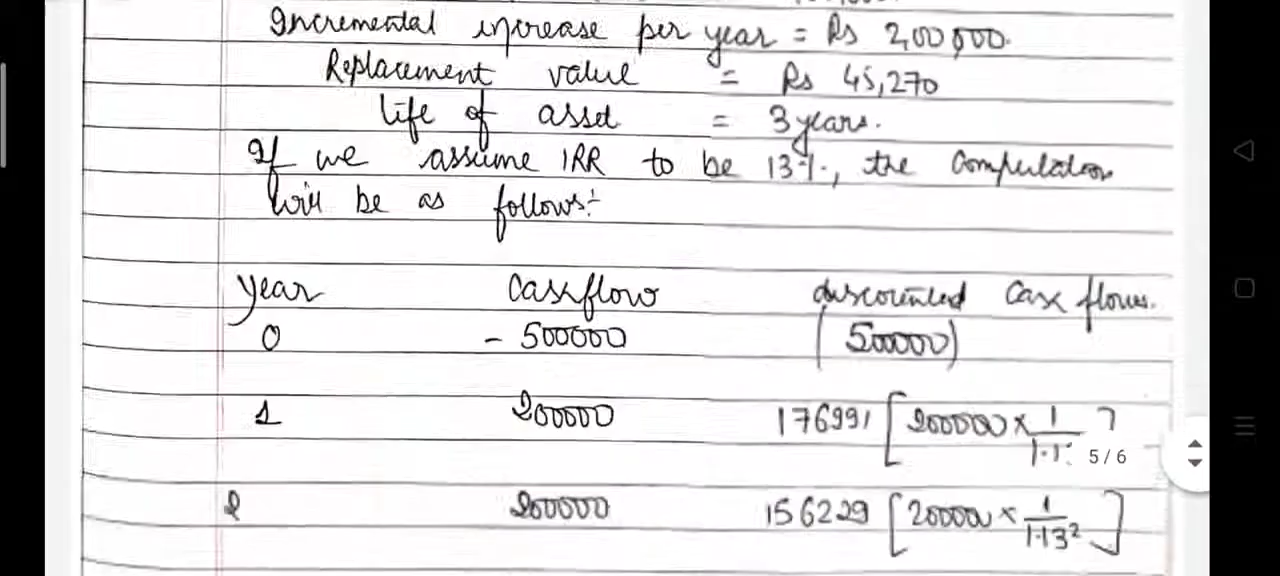 Incremental increase per year = Rs 2,00,000.
Replacement value = Rs 45,270
life of asset = 3 years.
If we assume IRR to be 13%, the Computation
will be as follows:-
year Cashflow discounted Cash flows.
0 - 500000 (500000)
1 200000 176991 [200000 × 1/1.1
5/6
2 200000 156229 [200000 × 1/1.13²]